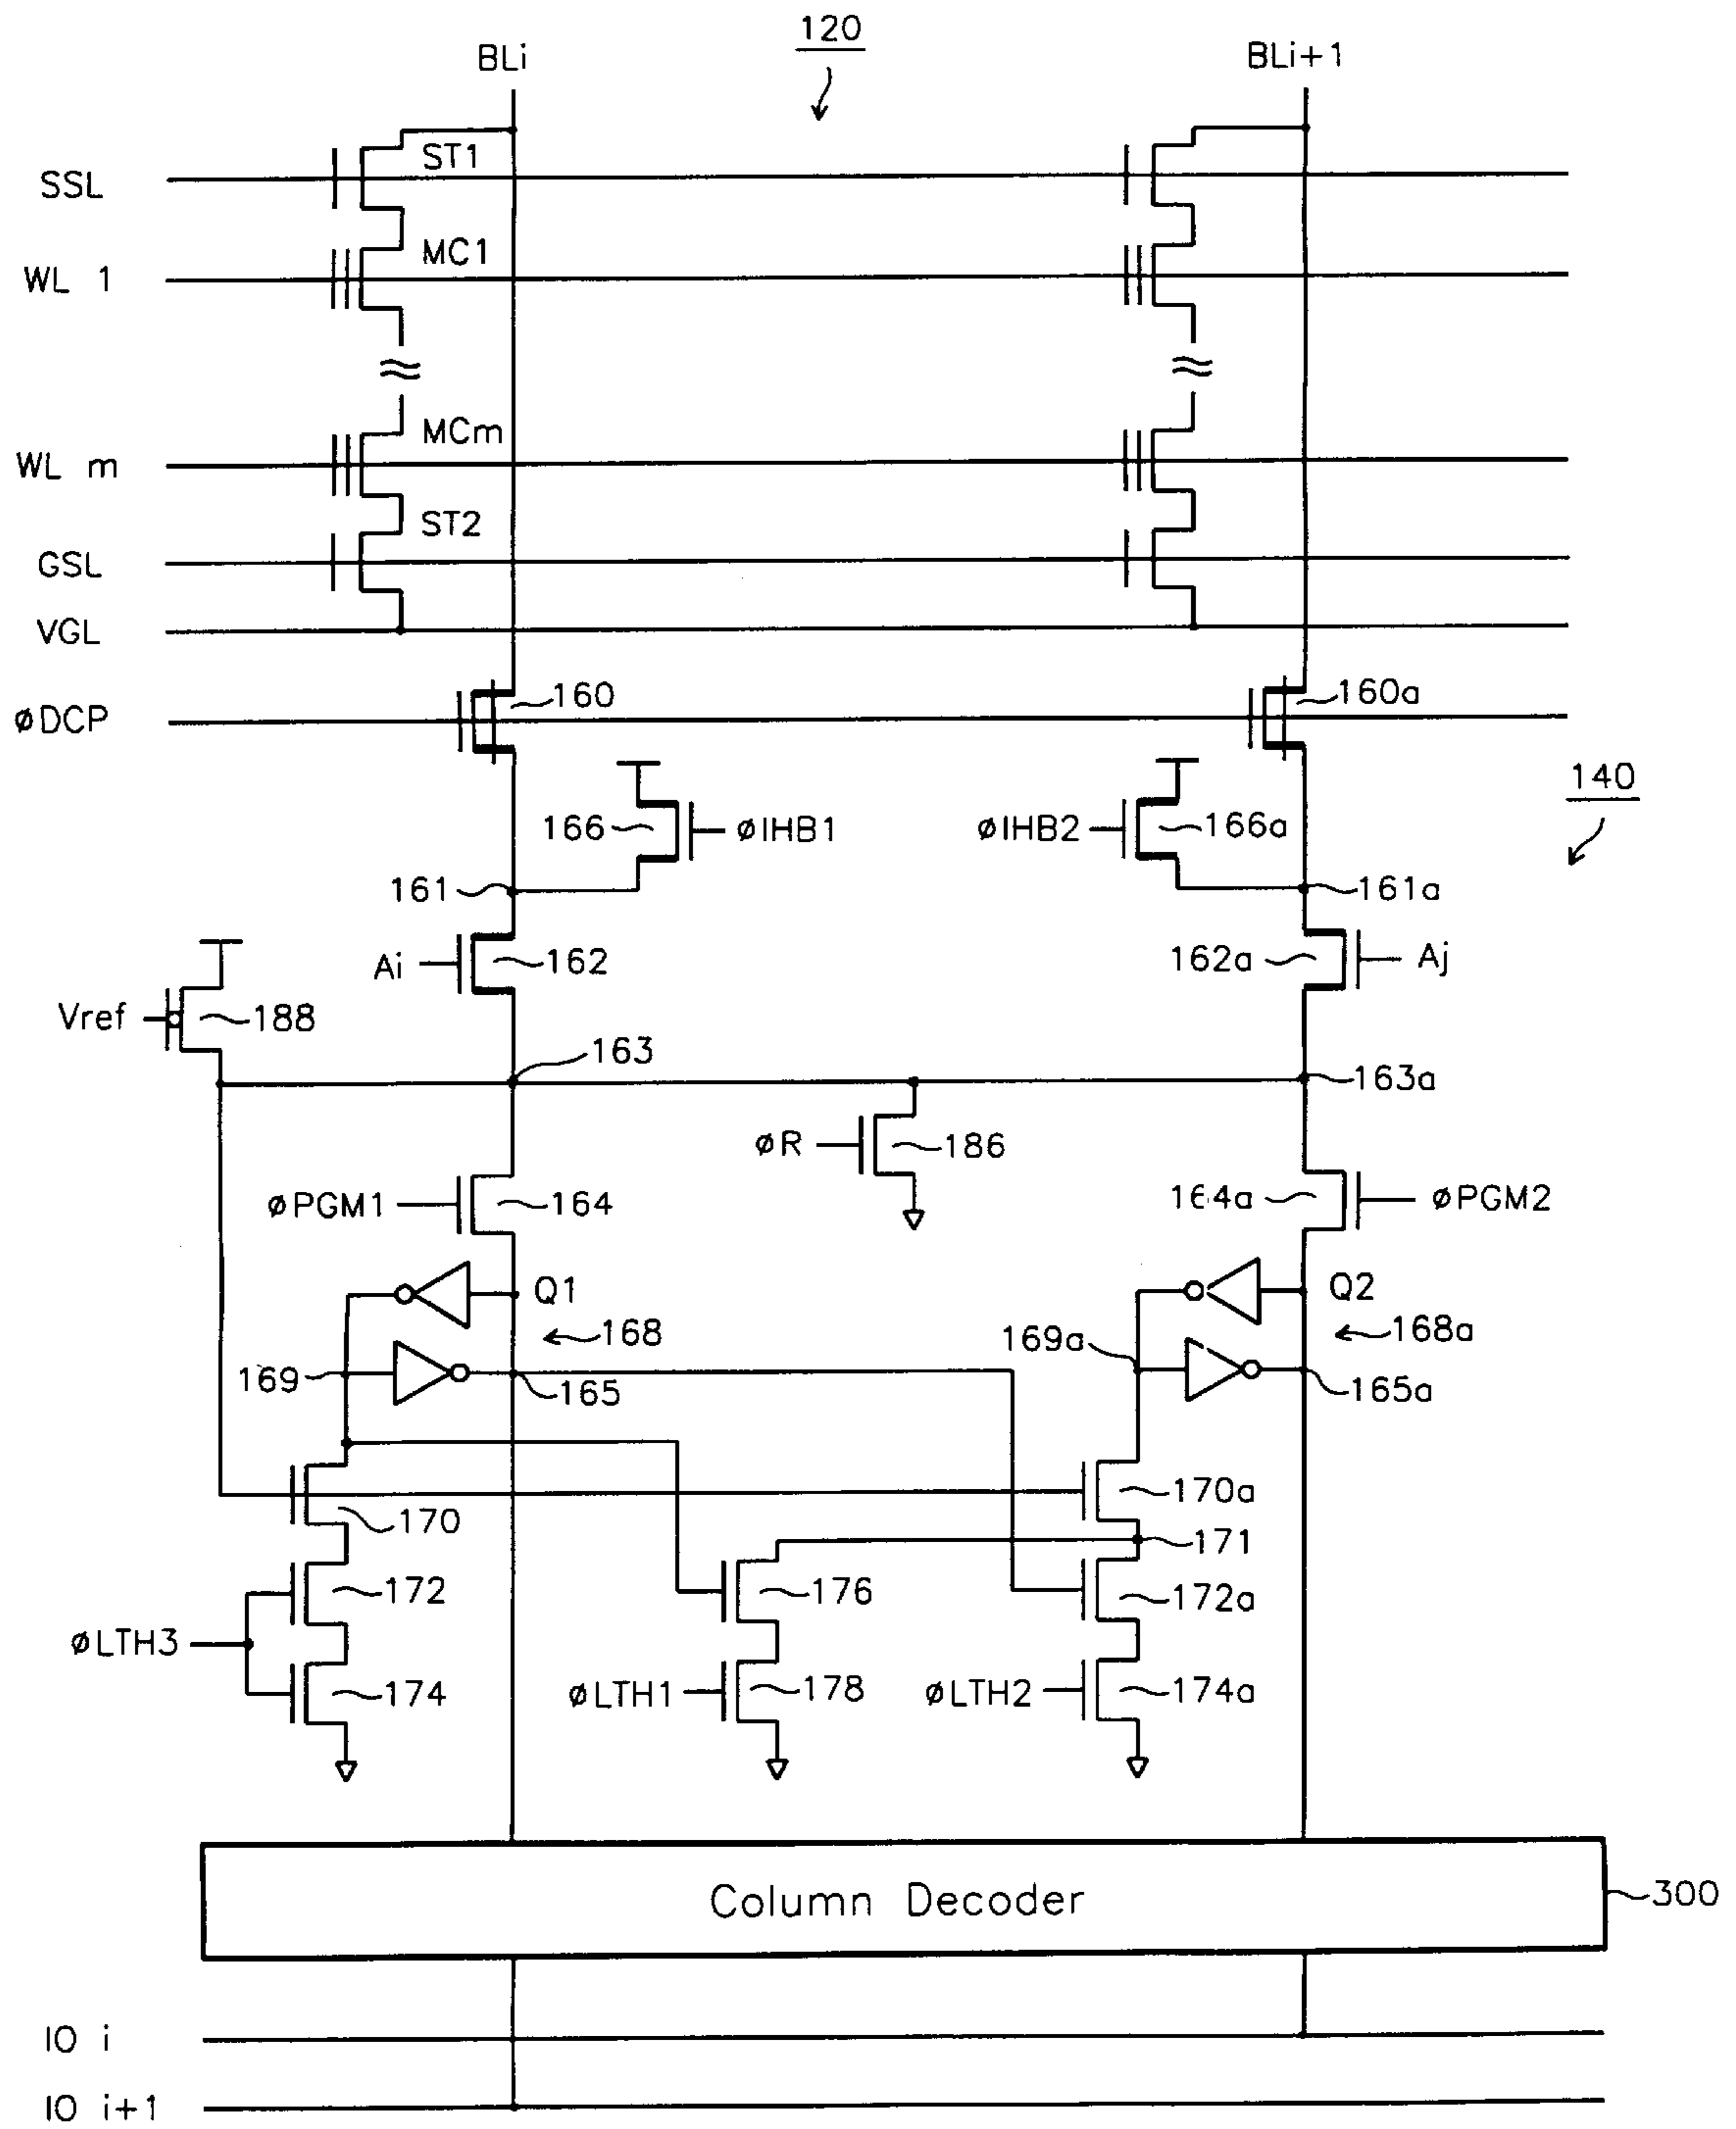 120
BLi
BLi+1
ST1
SSL
MC1
WL 1
MCm
WL m
ST2
GSL
VGL
160
160a
øDCP
140
166
øIHB1
øIHB2
166a
161
161a
Ai
162
162a
Aj
Vref
188
163
163a
øR
186
øPGM1
164
164a
øPGM2
Q1
Q2
168
169a
168a
169
165
165a
170
170a
171
172
176
172a
øLTH3
174
øLTH1
178
øLTH2
174a
Column Decoder
300
IO i
IO i+1